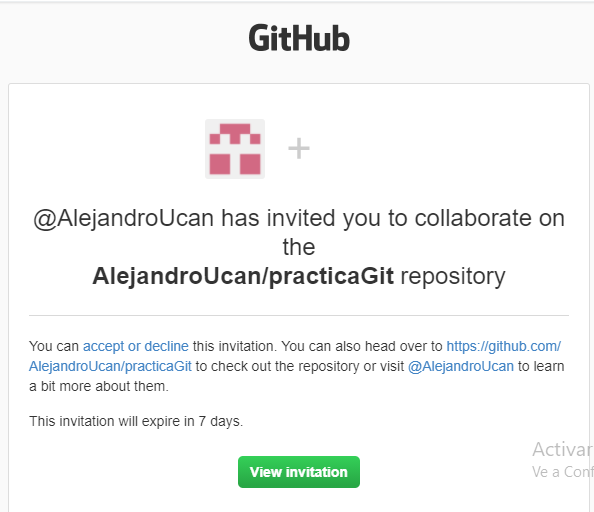 GitHub
+
@AlejandroUcan has invited you to collaborate on
the
AlejandroUcan/practicaGit repository
You can accept or decline this invitation. You can also head over to https://github.com/
AlejandroUcan/practicaGit to check out the repository or visit @AlejandroUcan to learn
a bit more about them.
This invitation will expire in 7 days.
View invitation
Activar
Ve a Conf